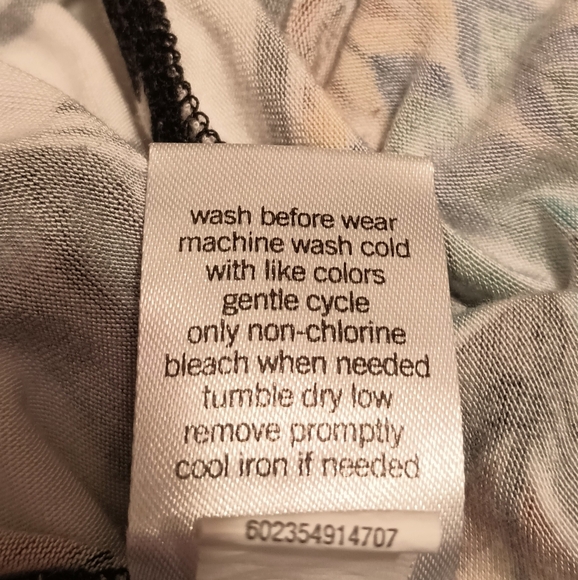 wash before wear
machine wash cold
with like colors
gentle cycle
only non-chlorine
bleach when needed
tumble dry low
remove promptly
cool iron if needed
602354914707